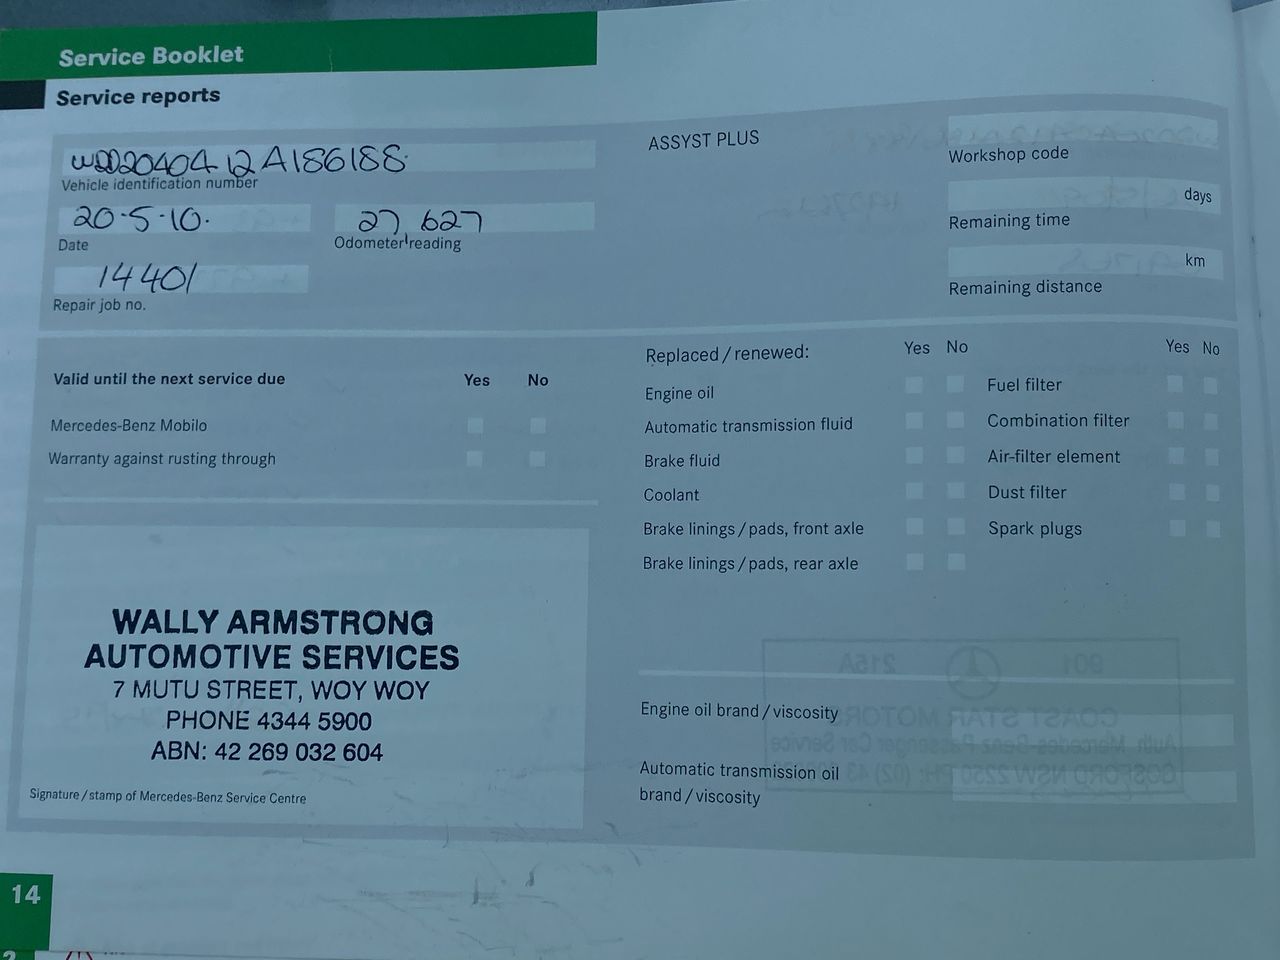 Service Booklet
Service reports
WDD2040412A186188
Vehicle identification number
20.5.10.
Date
27,627
Odometer reading
14401
Repair job no.
ASSYST PLUS
Workshop code
days
Remaining time
km
Remaining distance
Valid until the next service due Yes No
Mercedes-Benz Mobilo
Warranty against rusting through
Replaced / renewed: Yes No Yes No
Engine oil
Automatic transmission fluid
Brake fluid
Coolant
Brake linings / pads, front axle
Brake linings / pads, rear axle
Fuel filter
Combination filter
Air-filter element
Dust filter
Spark plugs
WALLY ARMSTRONG
AUTOMOTIVE SERVICES
7 MUTU STREET, WOY WOY
PHONE 4344 5900
ABN: 42 269 032 604
Signature / stamp of Mercedes-Benz Service Centre
Engine oil brand / viscosity
Automatic transmission oil
brand / viscosity
14
2